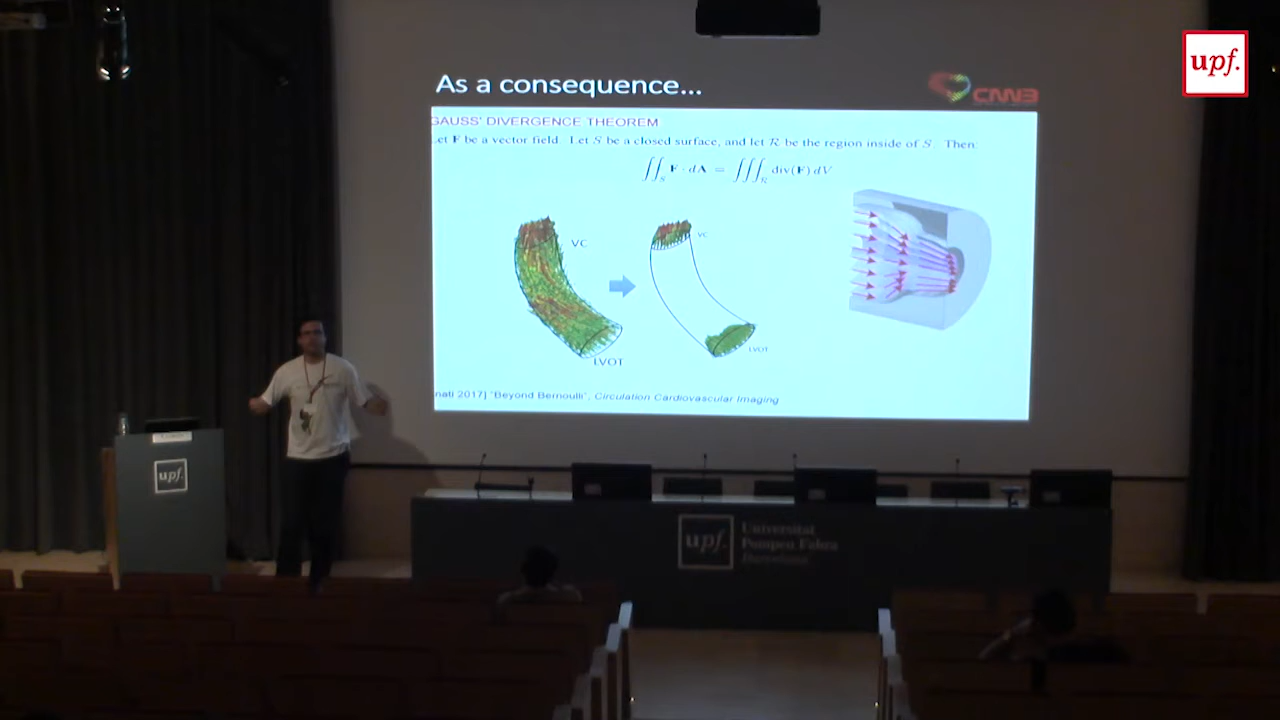 upf.
As a consequence...
CMM3
GAUSS' DIVERGENCE THEOREM
et F be a vector field. Let S be a closed surface, and let R be the region inside of S. Then:
∬S F · dA = ∭R div(F) dV
VC
LVOT
VC
LVOT
nati 2017] "Beyond Bernoulli", Circulation Cardiovascular Imaging
upf.
upf.
Universitat
Pompeu Fabra
Barcelona